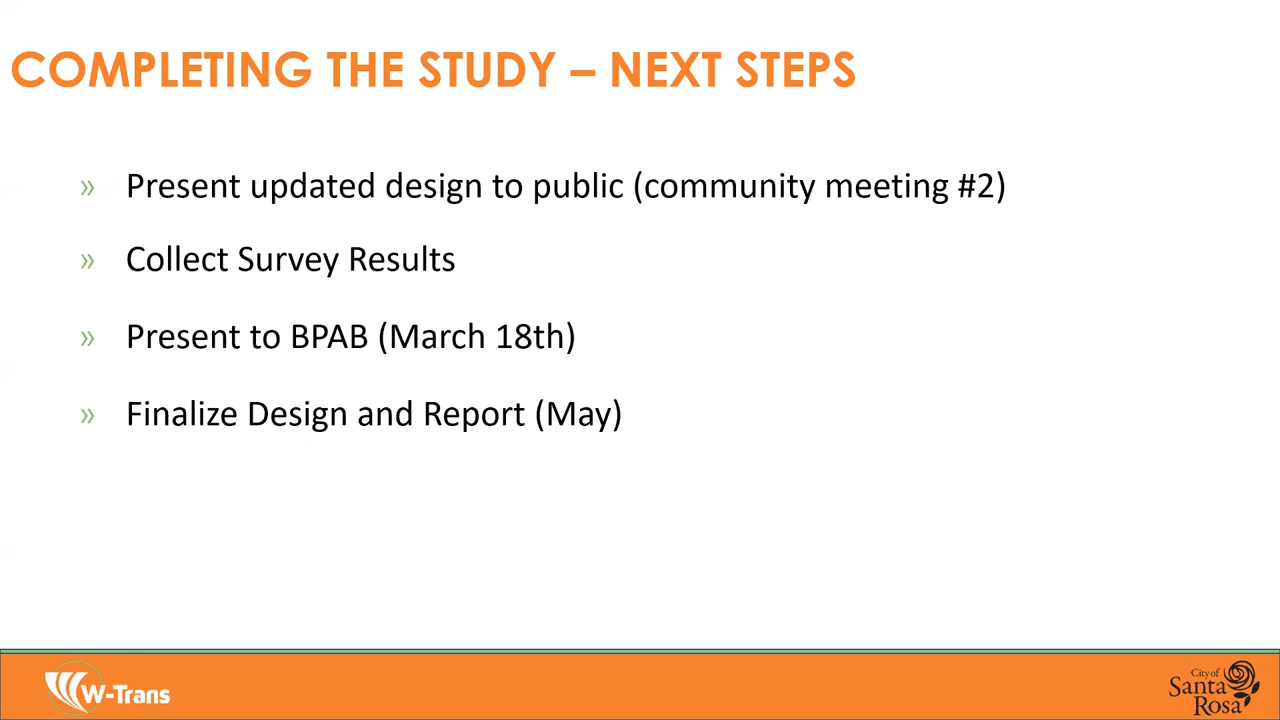 COMPLETING THE STUDY – NEXT STEPS
» Present updated design to public (community meeting #2)
» Collect Survey Results
» Present to BPAB (March 18th)
» Finalize Design and Report (May)
W-Trans
City of
Santa
Rosa